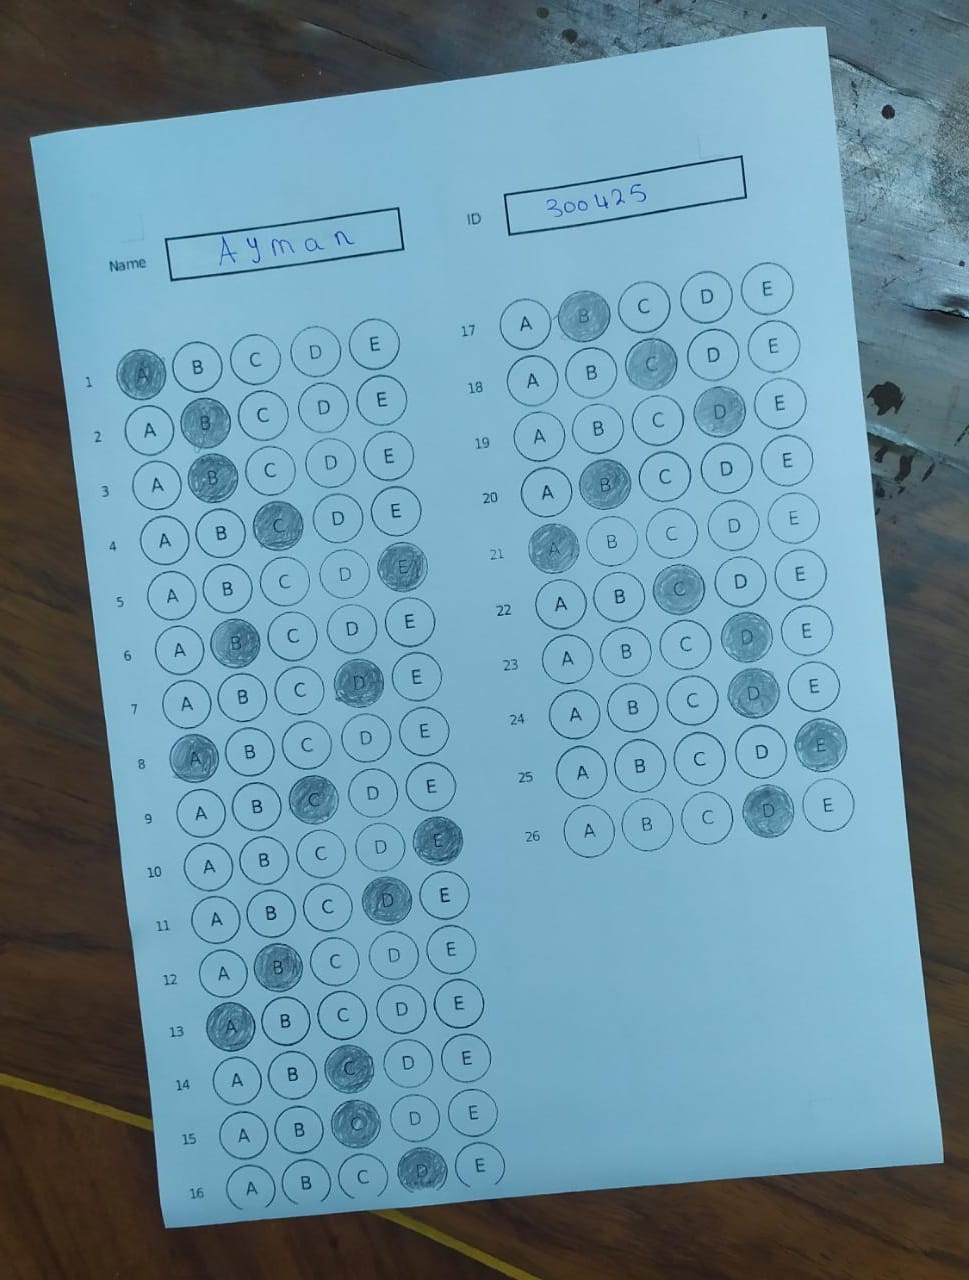 Name Ayman
ID 300425
1 A B C D E
2 A B C D E
3 A B C D E
4 A B C D E
5 A B C D E
6 A B C D E
7 A B C D E
8 A B C D E
9 A B C D E
10 A B C D E
11 A B C D E
12 A B C D E
13 A B C D E
14 A B C D E
15 A B C D E
16 A B C D E
17 A B C D E
18 A B C D E
19 A B C D E
20 A B C D E
21 A B C D E
22 A B C D E
23 A B C D E
24 A B C D E
25 A B C D E
26 A B C D E